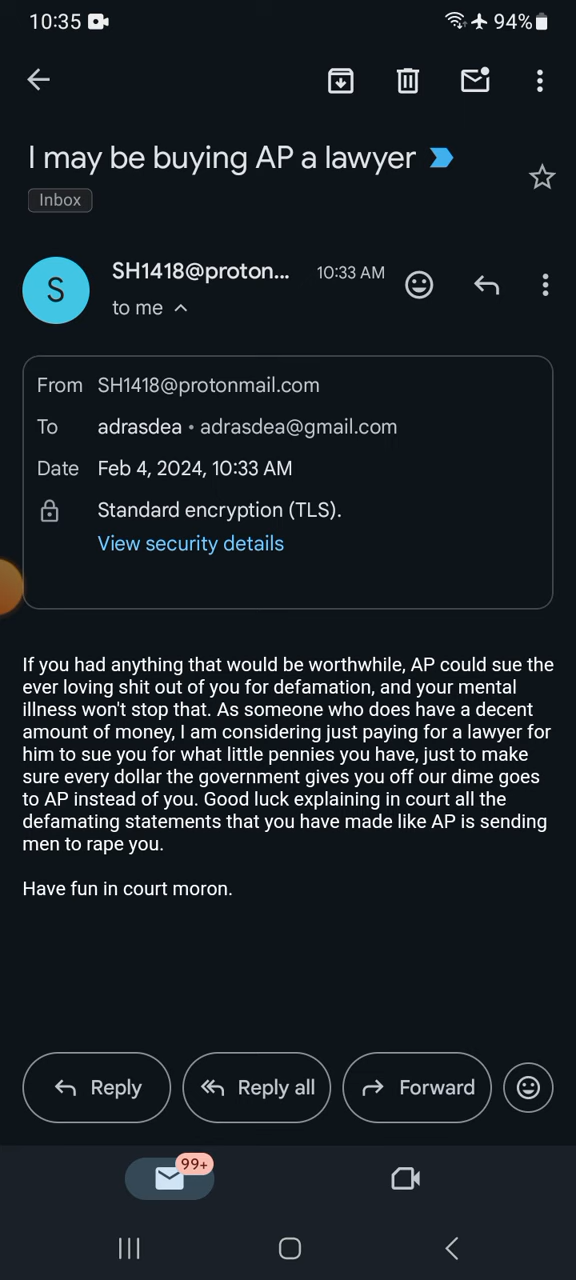 10:35 94%
I may be buying AP a lawyer
Inbox
S
SH1418@proton... 10:33 AM
to me
From SH1418@protonmail.com
To adrasdea • adrasdea@gmail.com
Date Feb 4, 2024, 10:33 AM
Standard encryption (TLS).
View security details
If you had anything that would be worthwhile, AP could sue the
ever loving shit out of you for defamation, and your mental
illness won't stop that. As someone who does have a decent
amount of money, I am considering just paying for a lawyer for
him to sue you for what little pennies you have, just to make
sure every dollar the government gives you off our dime goes
to AP instead of you. Good luck explaining in court all the
defamating statements that you have made like AP is sending
men to rape you.
Have fun in court moron.
Reply Reply all Forward
99+